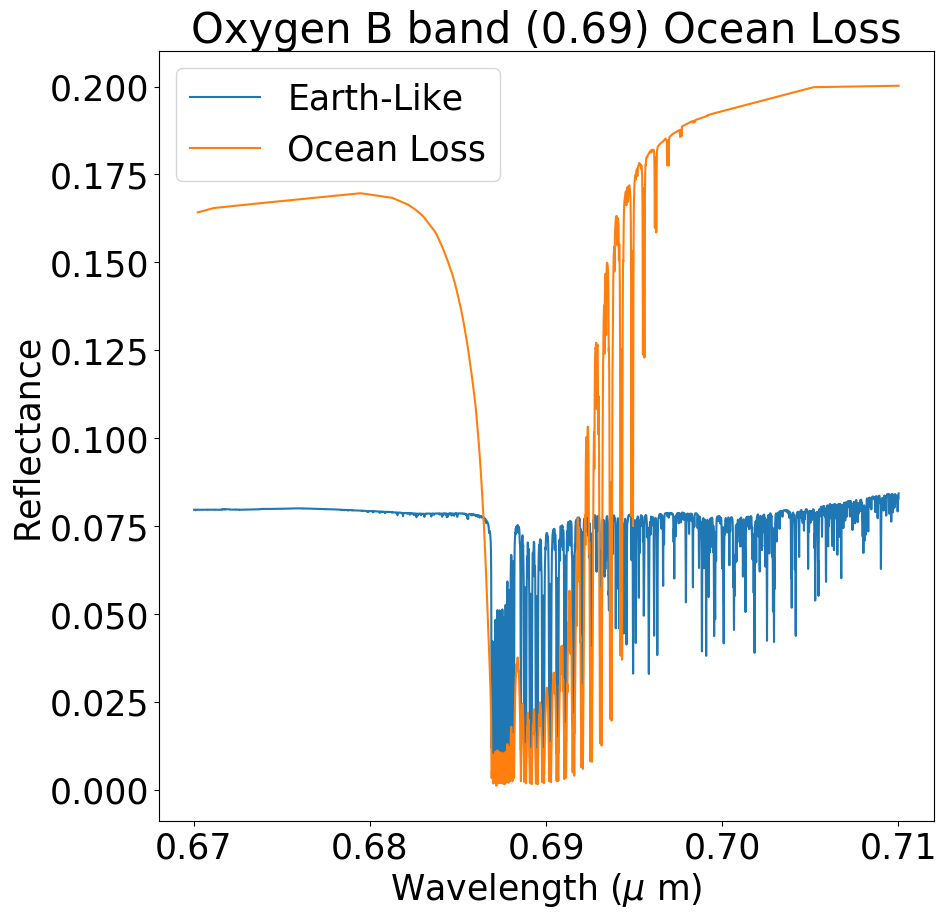 Oxygen B band (0.69) Ocean Loss
Earth-Like
Ocean Loss
0.200
0.175
0.150
0.125
0.100
0.075
0.050
0.025
0.000
Reflectance
0.67 0.68 0.69 0.70 0.71
Wavelength (μ m)